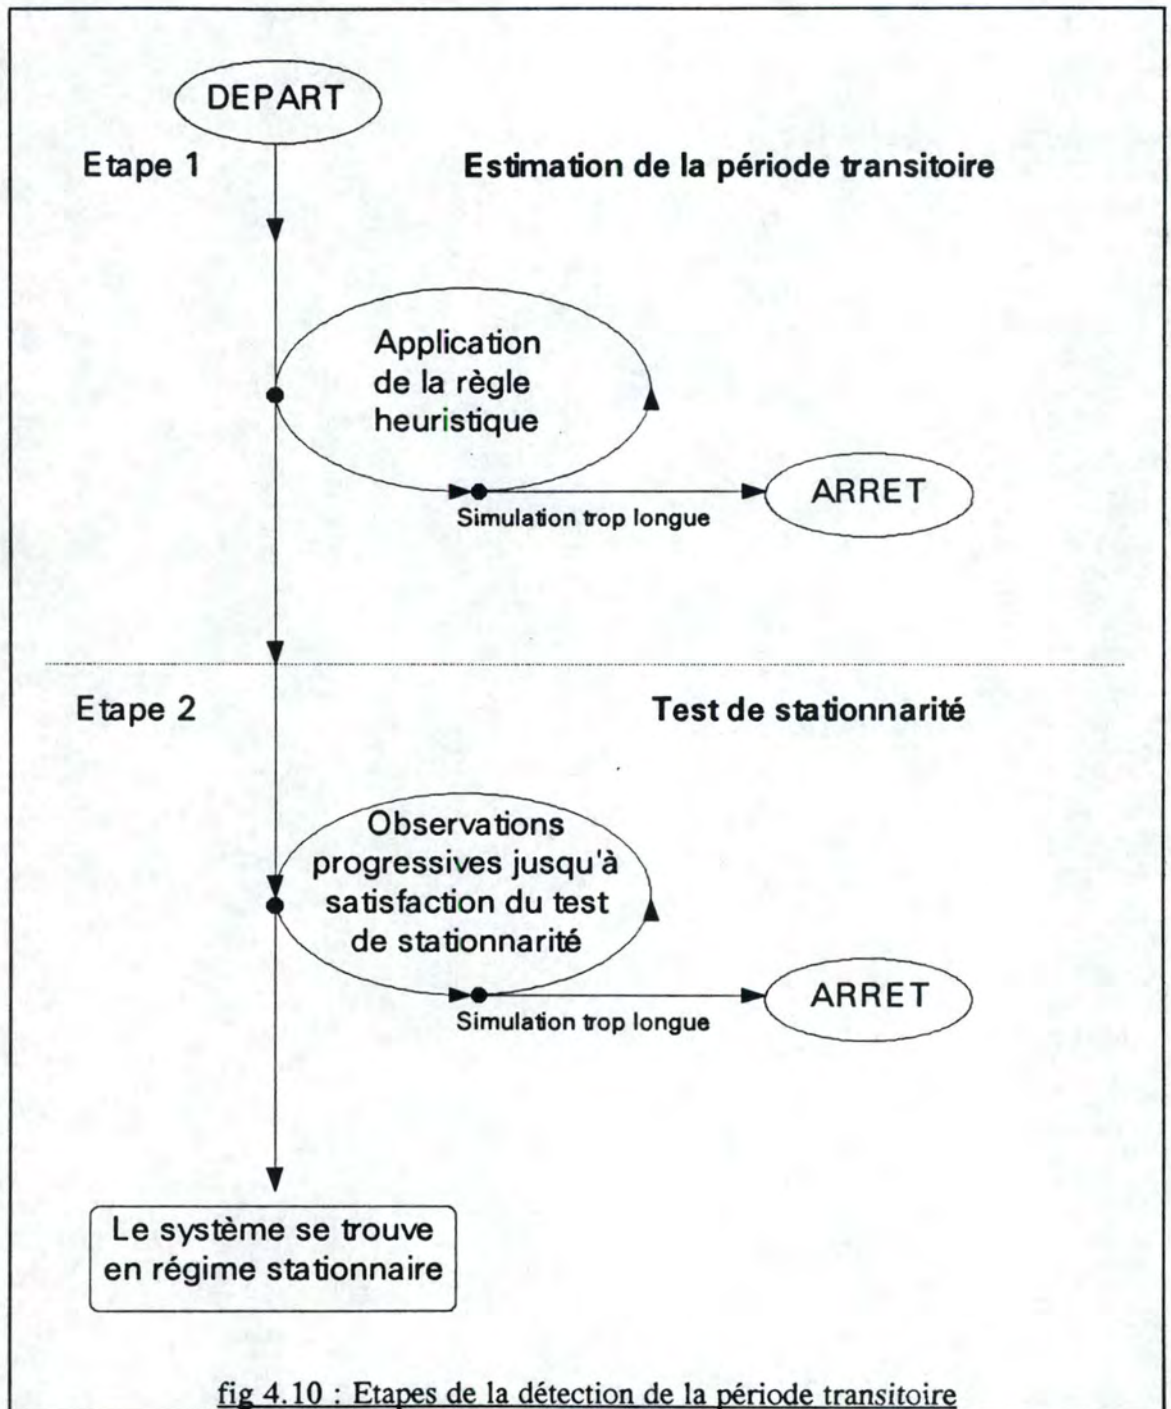 DEPART
Etape 1
Estimation de la période transitoire
Application
de la règle
heuristique
ARRET
Simulation trop longue
Etape 2
Test de stationnarité
Observations
progressives jusqu'à
satisfaction du test
de stationnarité
ARRET
Simulation trop longue
Le système se trouve
en régime stationnaire
fig 4.10 : Etapes de la détection de la période transitoire